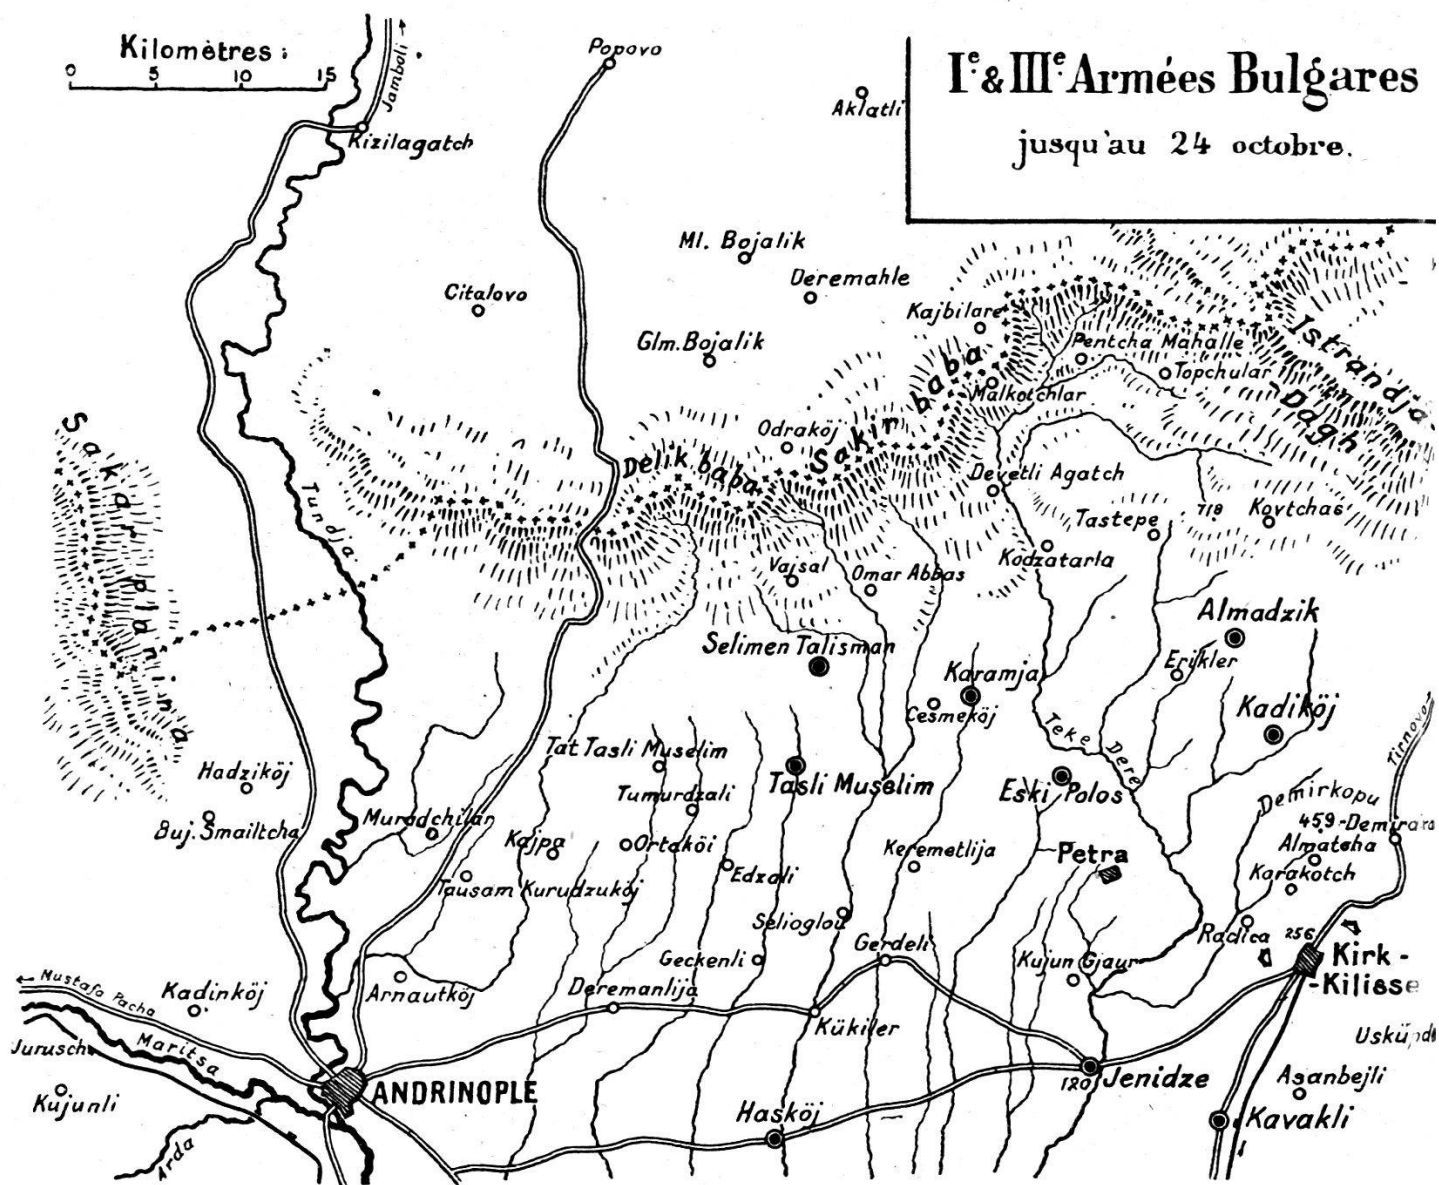 Kilomètres:
0 5 10 15
Iᵉ. & IIIᵉ. Armées Bulgares
jusqu'au 24 octobre.
Jamboli
Popovo
Aklatli
Kizilagatch
Ml. Bojalik
Deremahle
Citalovo
Kajbilare
Glm. Bojalik
Pentcha Mahalle
Topchular
Istrandja
Dagh
Malkotchlar
Sakar planina
Odraköj
Sakir baba
Delik baba
Devetli Agatch
Tundja
Tastepe
718
Kovtchas
Kodzatarla
Vajsal
Omar Abbas
Almadzik
Selimen Talisman
Erikler
Karamja
Cesmeköj
Kadiköj
Teke Dere
Tirnovo
Tat Tasli Muselim
Hadziköj
Tasli Muselim
Eski Polos
Tumurdzali
Demirkopu
Buj. Smailtcha
Muradchilar
459
Almatcha
Kajpa
Ortaköi
Keremetlija
Petra
Edzali
Karakotch
Tausam Kurudzuköj
Selioglou
Radica
256
Gerdeli
Kirk-
-Kilisse
Geckenli
Kujun Gjaur
Mustafa Pacha
Kadinköj
Arnautköj
Deremanlija
Kükiler
Maritsa
Kujunli
ANDRINOPLE
120
Jenidze
Asanbejli
Hasköj
Kavakli
Arda